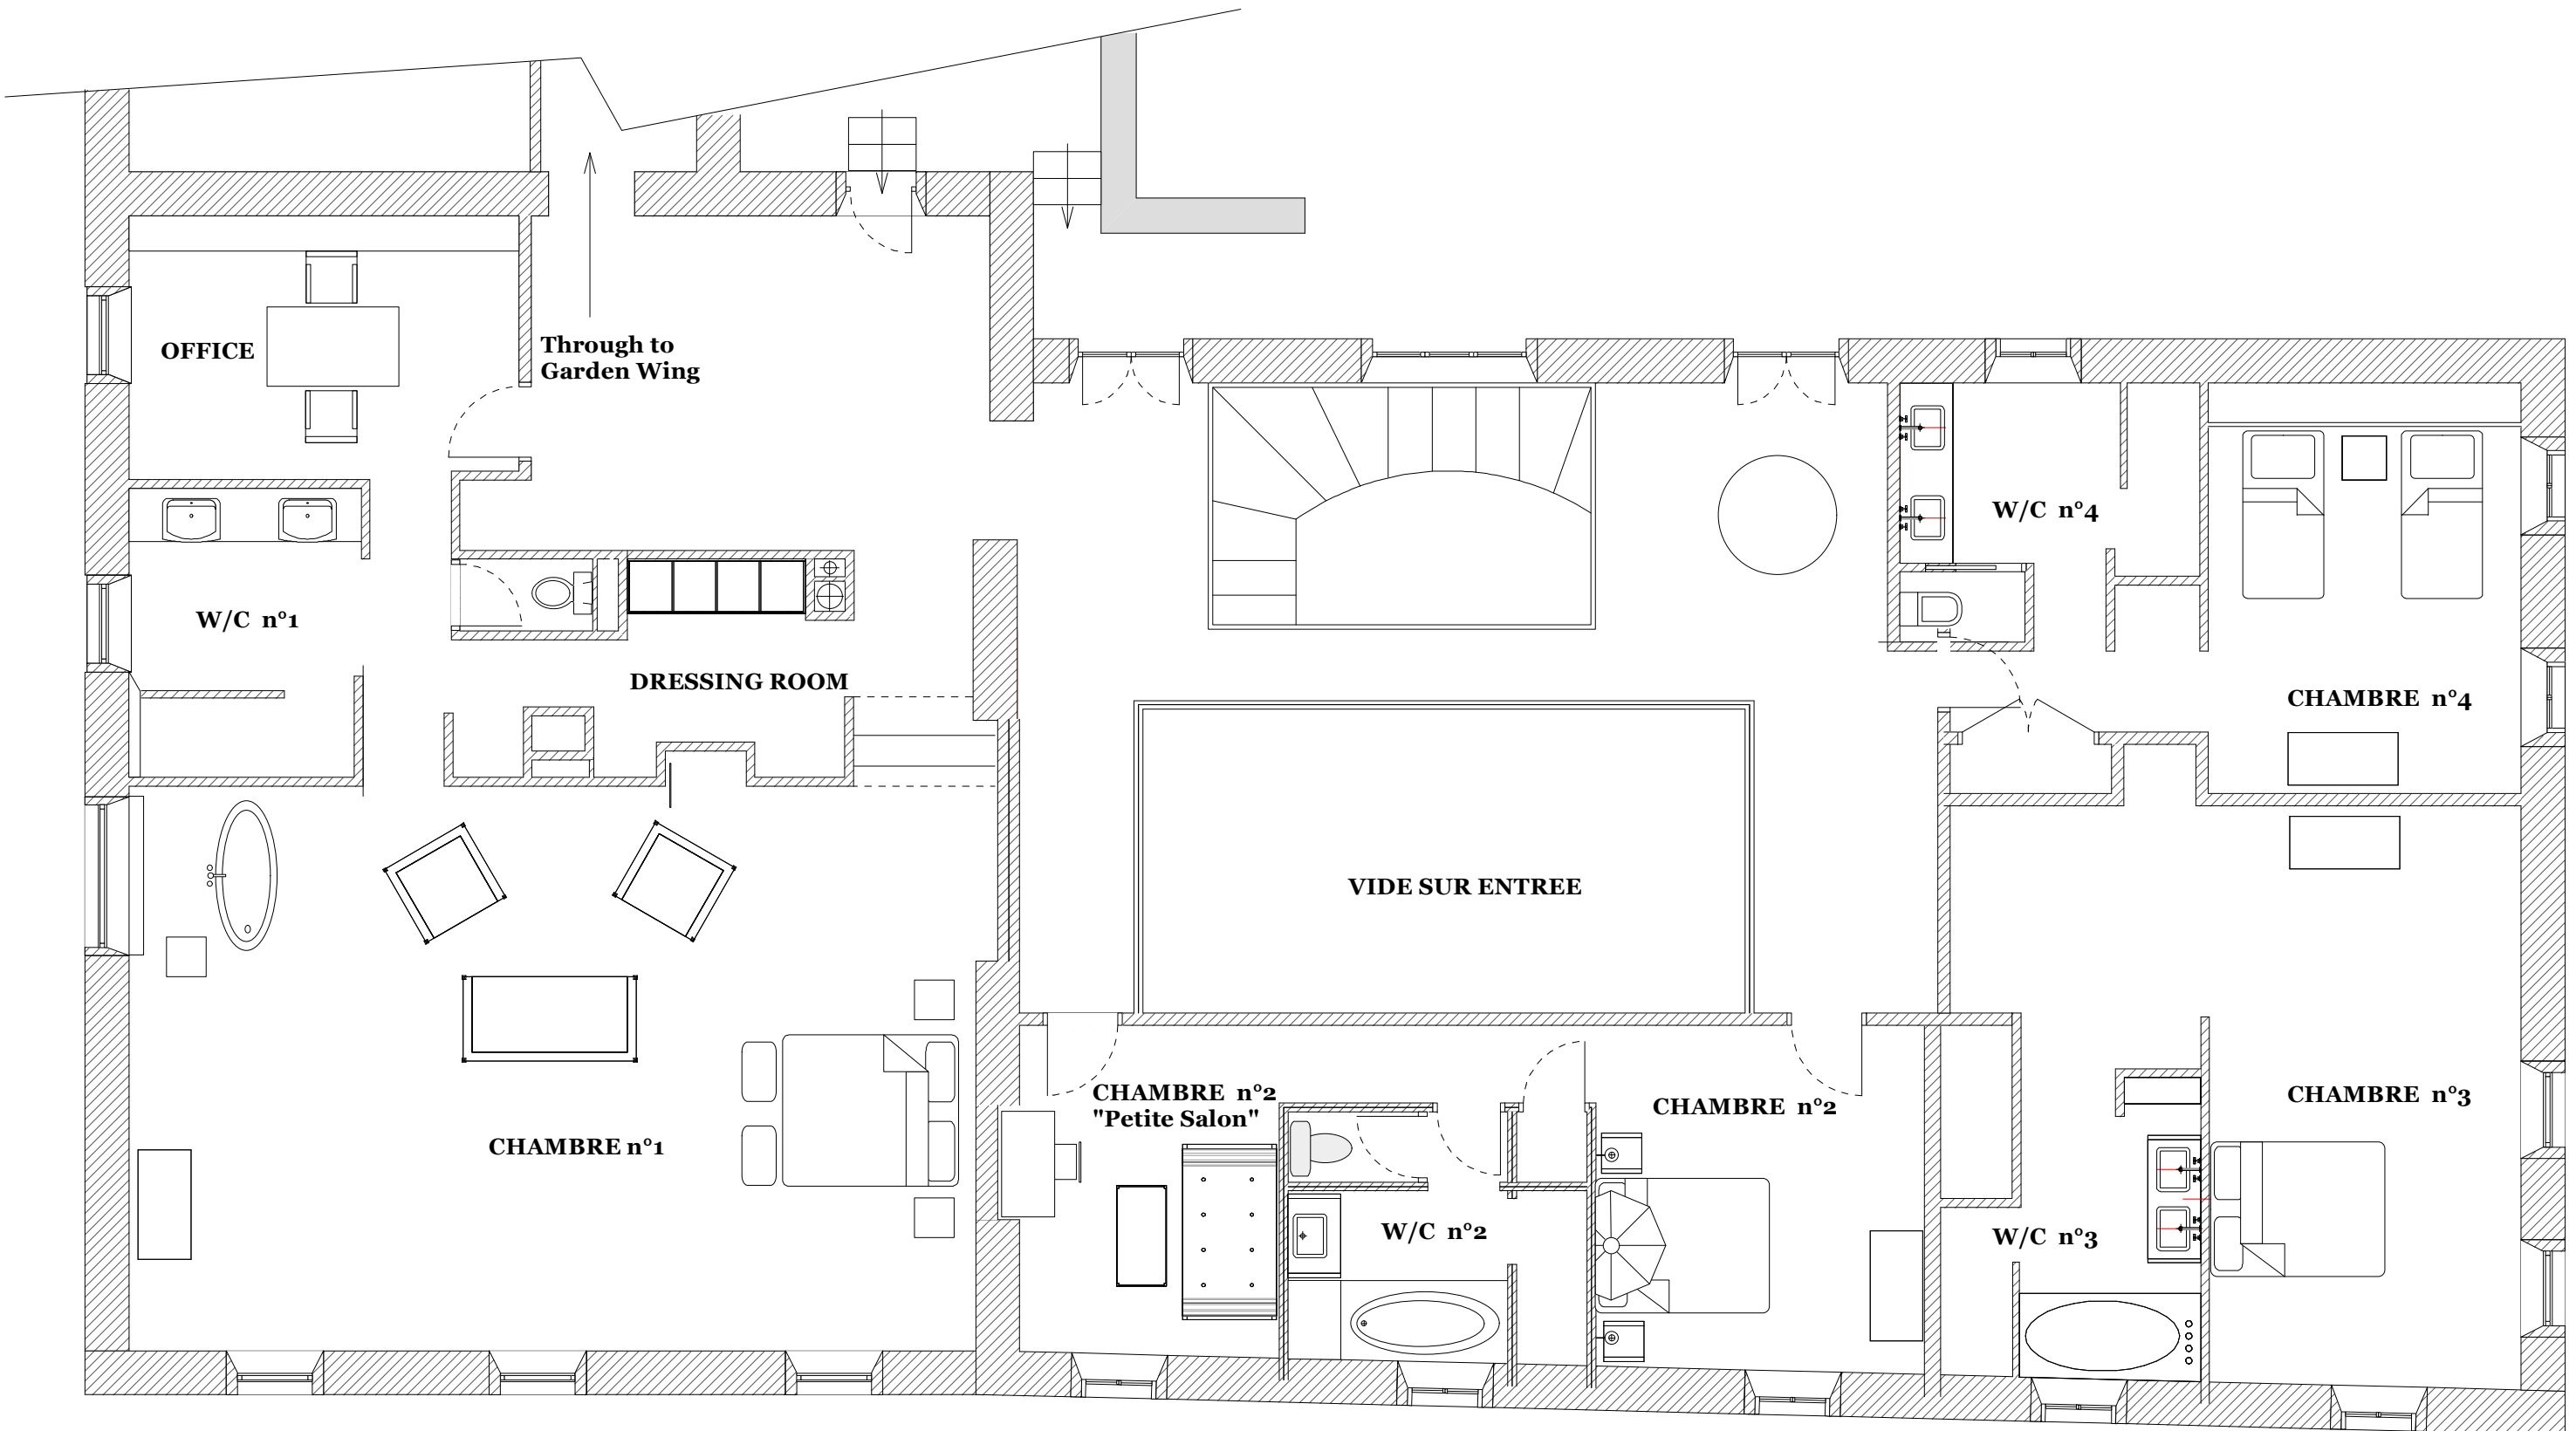 OFFICE
Through to
Garden Wing
W/C n°1
DRESSING ROOM
W/C n°4
CHAMBRE n°4
VIDE SUR ENTREE
CHAMBRE n°1
CHAMBRE n°2
"Petite Salon"
CHAMBRE n°2
W/C n°2
CHAMBRE n°3
W/C n°3